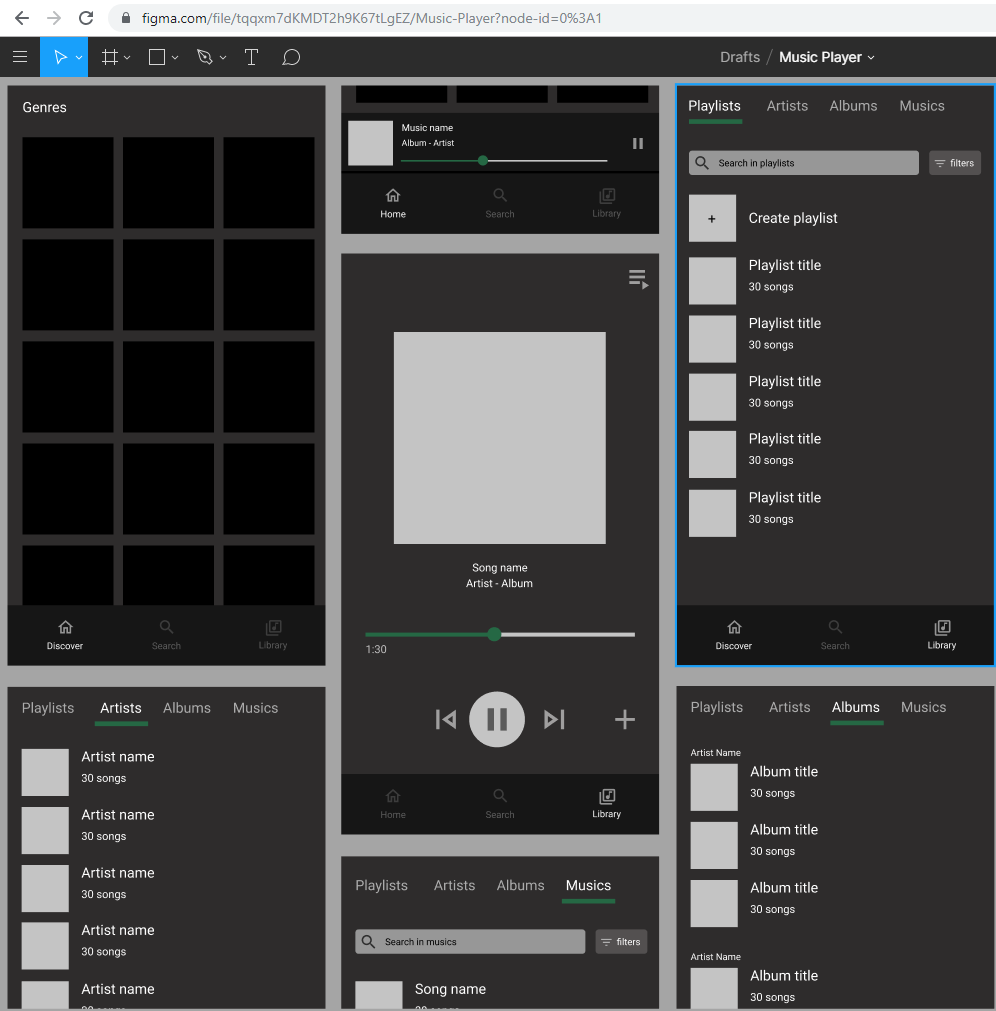 figma.com/file/tqqxm7dKMDT2h9K67tLgEZ/Music-Player?node-id=0%3A1
Drafts / Music Player
Genres
Discover
Search
Library
Music name
Album - Artist
Home
Search
Library
Playlists
Artists
Albums
Musics
Search in playlists
filters
+
Create playlist
Playlist title
30 songs
Playlist title
30 songs
Playlist title
30 songs
Playlist title
30 songs
Playlist title
30 songs
Discover
Search
Library
Song name
Artist - Album
1:30
Home
Search
Library
Playlists
Artists
Albums
Musics
Artist name
30 songs
Artist name
30 songs
Artist name
30 songs
Artist name
30 songs
Artist name
30 songs
Playlists
Artists
Albums
Musics
Search in musics
filters
Song name
Playlists
Artists
Albums
Musics
Artist Name
Album title
30 songs
Album title
30 songs
Album title
30 songs
Artist Name
Album title
30 songs